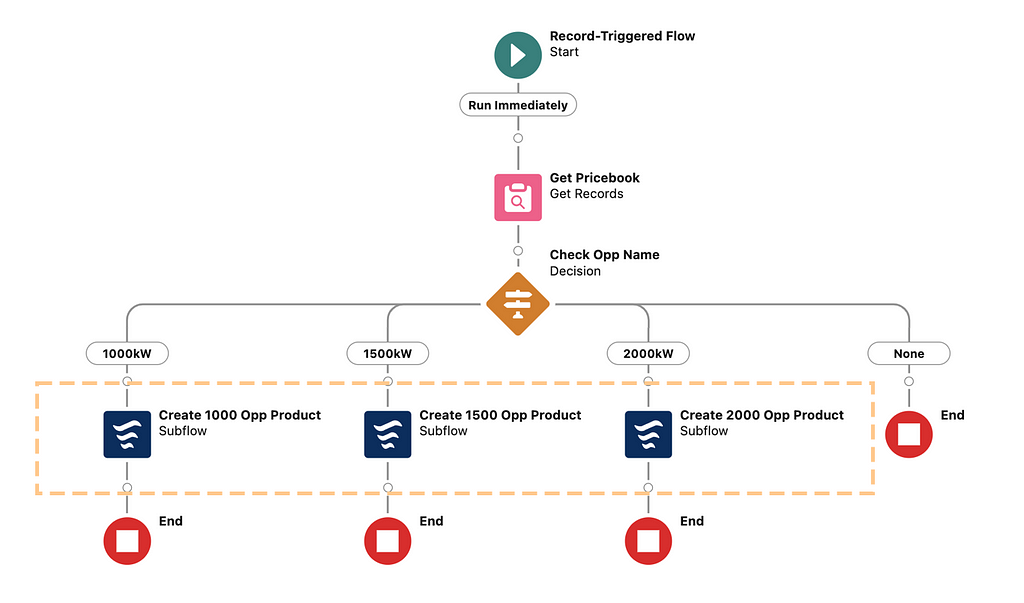 Record-Triggered Flow
Start
Run Immediately
Get Pricebook
Get Records
Check Opp Name
Decision
1000kW
1500kW
2000kW
None
Create 1000 Opp Product
Subflow
Create 1500 Opp Product
Subflow
Create 2000 Opp Product
Subflow
End
End
End
End